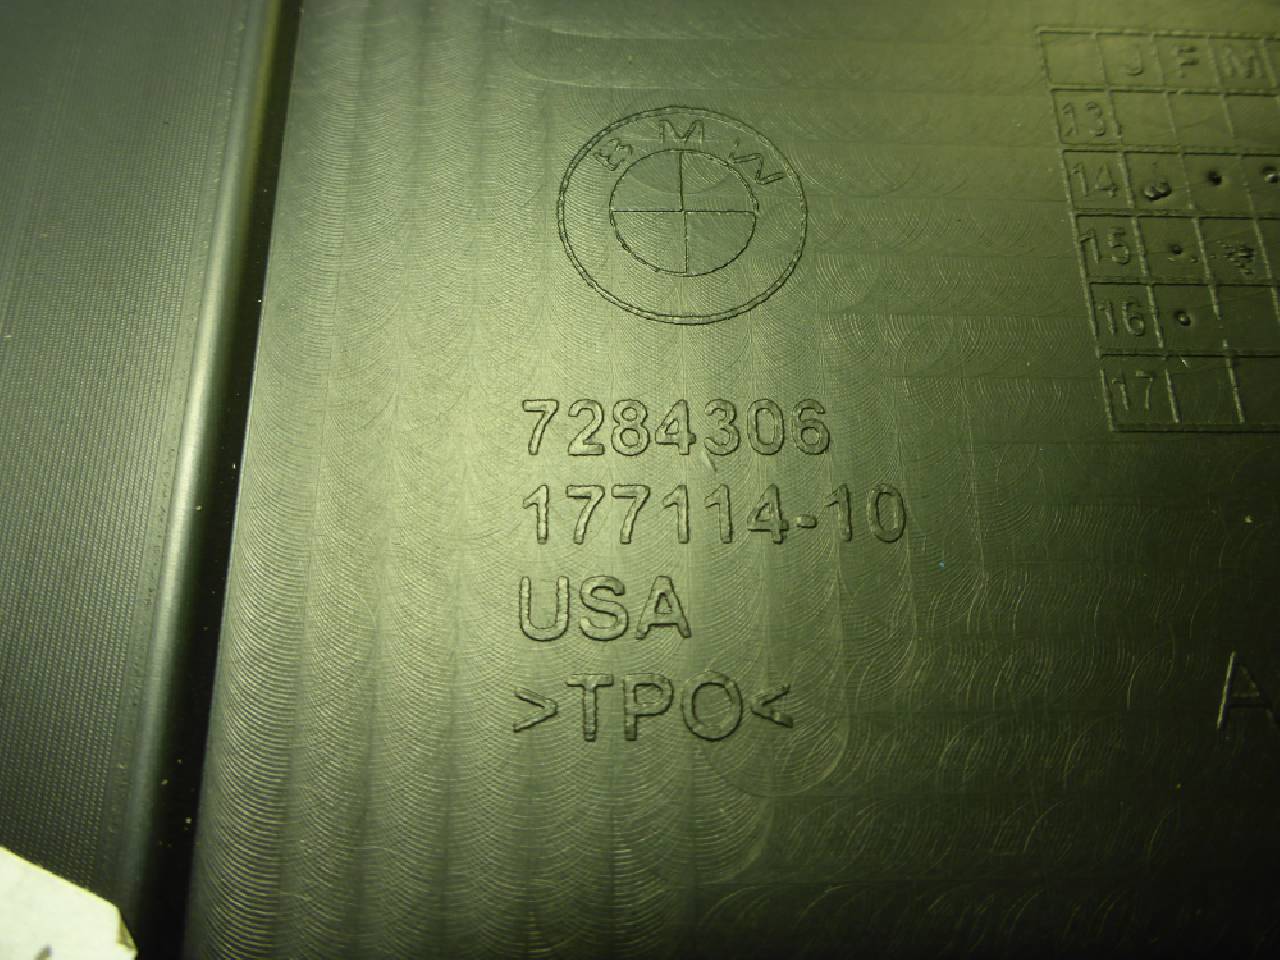 BMW
7284306
177114-10
USA
>TPO<
J F M
13
14
15
16
17
A